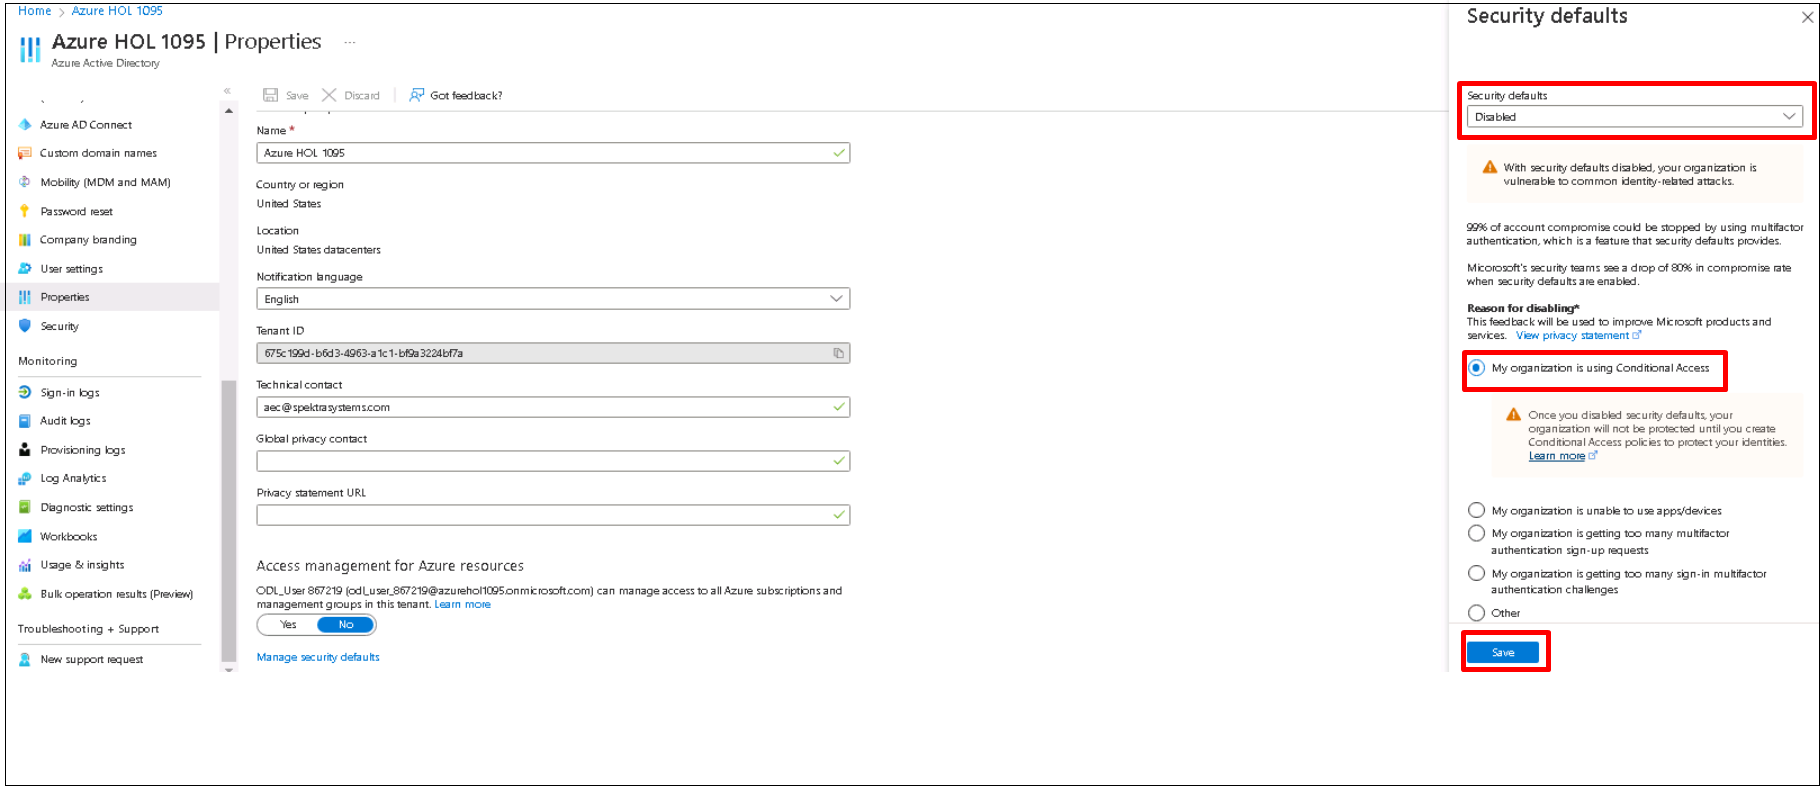 Home > Azure HOL 1095
Azure HOL 1095 | Properties ...
Azure Active Directory
«
Azure AD Connect
Custom domain names
Mobility (MDM and MAM)
Password reset
Company branding
User settings
Properties
Security
Monitoring
Sign-in logs
Audit logs
Provisioning logs
Log Analytics
Diagnostic settings
Workbooks
Usage & insights
Bulk operation results (Preview)
Troubleshooting + Support
New support request
Save Discard | Got feedback?
Name *
Azure HOL 1095
Country or region
United States
Location
United States datacenters
Notification language
English
Tenant ID
675c199d-b6d3-4963-a1c1-bf9a3224bf7a
Technical contact
aec@spektrasystems.com
Global privacy contact
Privacy statement URL
Access management for Azure resources
ODL_User 867219 (odl_user_867219@azurehol1095.onmicrosoft.com) can manage access to all Azure subscriptions and
management groups in this tenant. Learn more
Yes No
Manage security defaults
Security defaults
Security defaults
Disabled
With security defaults disabled, your organization is
vulnerable to common identity-related attacks.
99% of account compromise could be stopped by using multifactor
authentication, which is a feature that security defaults provides.
Micorosoft's security teams see a drop of 80% in compromise rate
when security defaults are enabled.
Reason for disabling*
This feedback will be used to improve Microsoft products and
services. View privacy statement
My organization is using Conditional Access
Once you disabled security defaults, your
organization will not be protected until you create
Conditional Access policies to protect your identities.
Learn more
My organization is unable to use apps/devices
My organization is getting too many multifactor
authentication sign-up requests
My organization is getting too many sign-in multifactor
authentication challenges
Other
Save